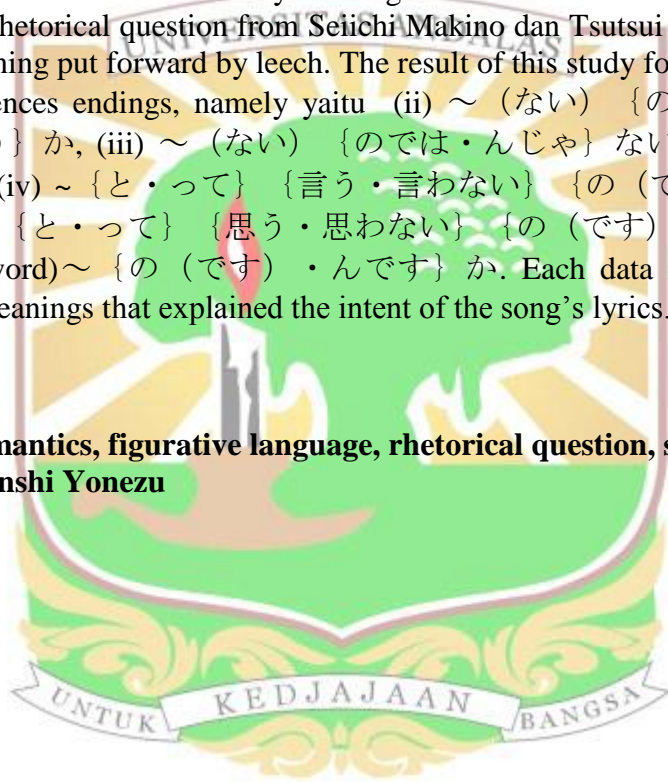 UNIVERSITAS ANDALAS
hetorical question from Seiichi Makino dan Tsutsui
ning put forward by leech. The result of this study fo
ences endings, namely yaitu (ii) ～（ない）｛の
｝か, (iii) ～（ない）｛のでは・んじゃ｝ない
(iv) ~｛と・って｝｛言う・言わない｝｛の（で
｛と・って｝｛思う・思わない｝｛の（です）
vord)～｛の（です）・んです｝か. Each data
eanings that explained the intent of the song's lyrics.
mantics, figurative language, rhetorical question, s
nshi Yonezu
UNTUK KEDJAJAAN BANGSA